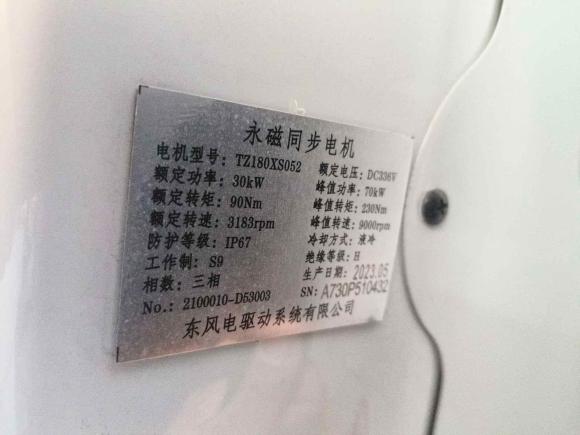 永磁同步电机
电机型号: TZ180XS052 额定电压: DC336V
额定功率: 30kW 峰值功率: 70kW
额定转矩: 90Nm 峰值转矩: 230Nm
额定转速: 3183rpm 峰值转速: 9000rpm
防护等级: IP67 冷却方式: 液冷
工作制: S9 绝缘等级: H
相数: 三相 生产日期: 2023.05
No.: 2100010-D53003 SN: A730P510432
东风电驱动系统有限公司